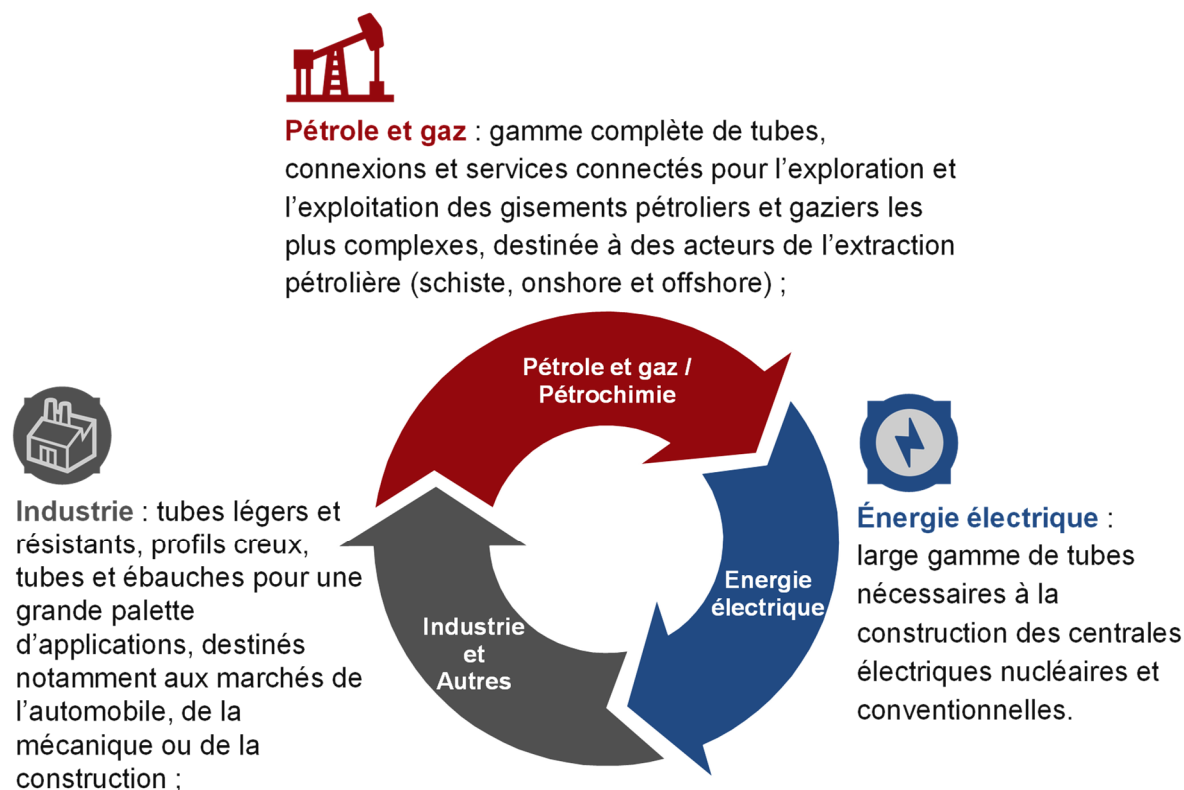 Pétrole et gaz : gamme complète de tubes,
connexions et services connectés pour l’exploration et
l’exploitation des gisements pétroliers et gaziers les
plus complexes, destinée à des acteurs de l’extraction
pétrolière (schiste, onshore et offshore) ;
Pétrole et gaz /
Pétrochimie
Energie
électrique
Industrie
et
Autres
Énergie électrique :
large gamme de tubes
nécessaires à la
construction des centrales
électriques nucléaires et
conventionnelles.
Industrie : tubes légers et
résistants, profils creux,
tubes et ébauches pour une
grande palette
d’applications, destinés
notamment aux marchés de
l’automobile, de la
mécanique ou de la
construction ;